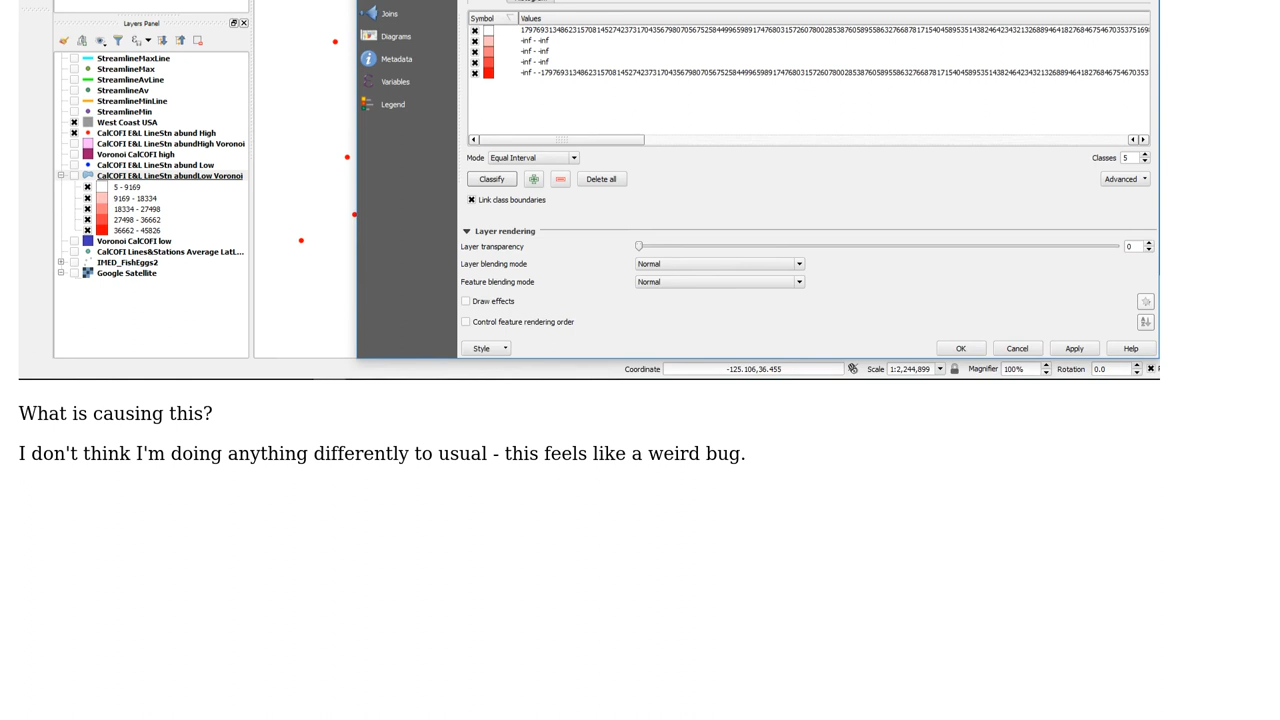 Layers Panel
StreamlineMaxLine
StreamlineMax
StreamlineAvLine
StreamlineAv
StreamlineMinLine
StreamlineMin
West Coast USA
CalCOFI E&L LineStn abund High
CalCOFI E&L LineStn abundHigh Voronoi
Voronoi CalCOFI high
CalCOFI E&L LineStn abund Low
CalCOFI E&L LineStn abundLow Voronoi
5 - 9169
9169 - 18334
18334 - 27498
27498 - 36662
36662 - 45826
Voronoi CalCOFI low
CalCOFI Lines&Stations Average LatL...
IMED_FishEggs2
Google Satellite
Joins
Diagrams
Metadata
Variables
Legend
Symbol Values
-inf - -inf
-inf - -inf
-inf - -inf
Mode Equal Interval Classes 5
Classify Delete all Advanced
Link class boundaries
Layer rendering
Layer transparency 0
Layer blending mode Normal
Feature blending mode Normal
Draw effects
Control feature rendering order
Style OK Cancel Apply Help
Coordinate -125.106,36.455 Scale 1:2,244,899 Magnifier 100% Rotation 0.0
What is causing this?
I don't think I'm doing anything differently to usual - this feels like a weird bug.